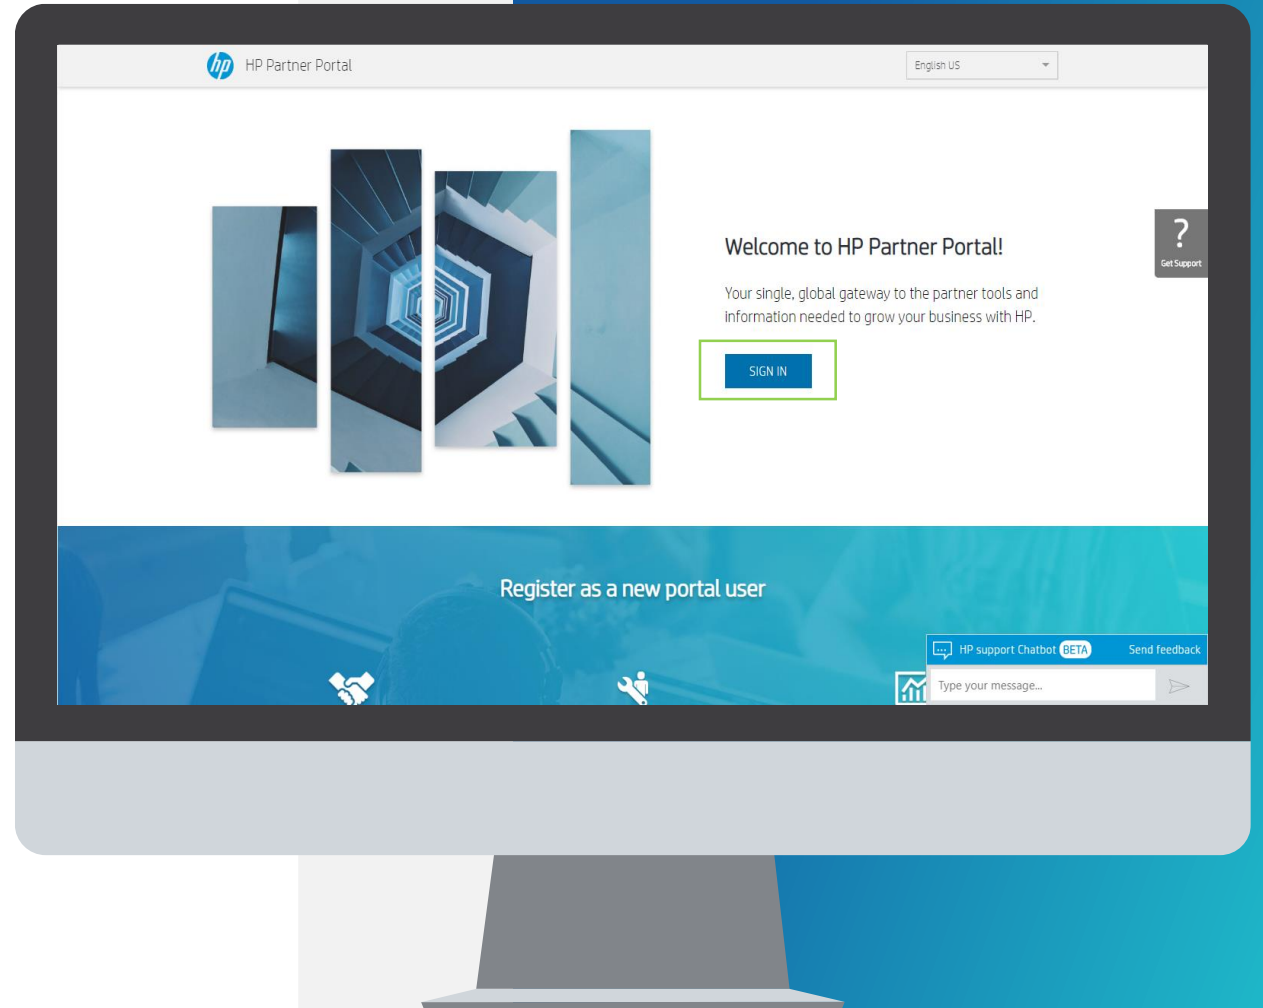 hp HP Partner Portal
English US
Welcome to HP Partner Portal!
Your single, global gateway to the partner tools and
information needed to grow your business with HP.
SIGN IN
?
Get Support
Register as a new portal user
HP support Chatbot BETA Send feedback
Type your message...